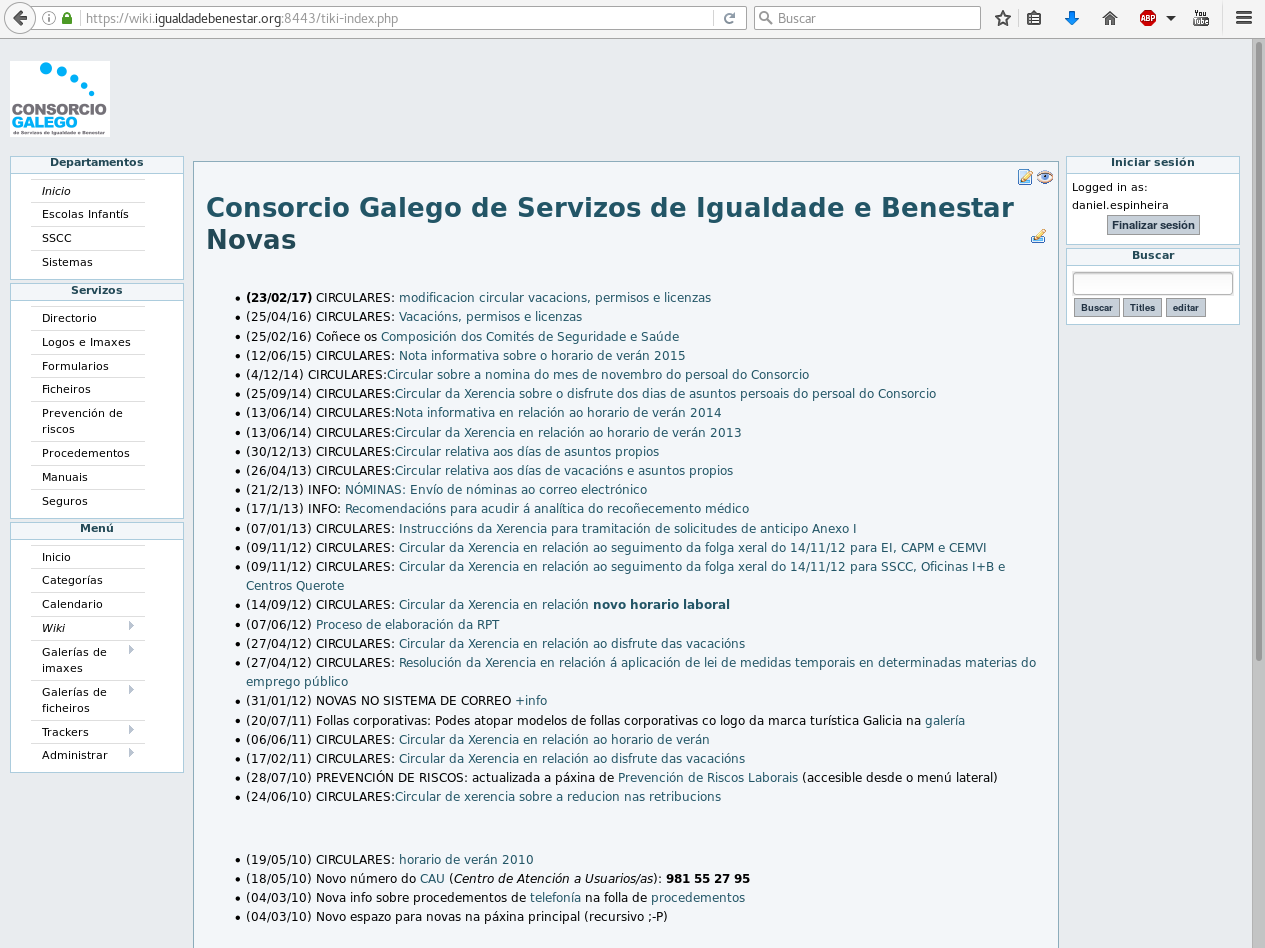 https://wiki.igualdadebenestar.org:8443/tiki-index.php
Buscar
ABP
You
Tube
CONSORCIO
GALEGO
de Servizos de Igualdade e Benestar
Departamentos
Inicio
Escolas Infantís
SSCC
Sistemas
Servizos
Directorio
Logos e Imaxes
Formularios
Ficheiros
Prevención de
riscos
Procedementos
Manuais
Seguros
Menú
Inicio
Categorías
Calendario
Wiki
Galerías de
imaxes
Galerías de
ficheiros
Trackers
Administrar
Consorcio Galego de Servizos de Igualdade e Benestar
Novas
• (23/02/17) CIRCULARES: modificacion circular vacacions, permisos e licenzas
• (25/04/16) CIRCULARES: Vacacións, permisos e licenzas
• (25/02/16) Coñece os Composición dos Comités de Seguridade e Saúde
• (12/06/15) CIRCULARES: Nota informativa sobre o horario de verán 2015
• (4/12/14) CIRCULARES:Circular sobre a nomina do mes de novembro do persoal do Consorcio
• (25/09/14) CIRCULARES:Circular da Xerencia sobre o disfrute dos dias de asuntos persoais do persoal do Consorcio
• (13/06/14) CIRCULARES:Nota informativa en relación ao horario de verán 2014
• (13/06/14) CIRCULARES:Circular da Xerencia en relación ao horario de verán 2013
• (30/12/13) CIRCULARES:Circular relativa aos días de asuntos propios
• (26/04/13) CIRCULARES:Circular relativa aos días de vacacións e asuntos propios
• (21/2/13) INFO: NÓMINAS: Envío de nóminas ao correo electrónico
• (17/1/13) INFO: Recomendacións para acudir á analítica do recoñecemento médico
• (07/01/13) CIRCULARES: Instruccións da Xerencia para tramitación de solicitudes de anticipo Anexo I
• (09/11/12) CIRCULARES: Circular da Xerencia en relación ao seguimento da folga xeral do 14/11/12 para EI, CAPM e CEMVI
• (09/11/12) CIRCULARES: Circular da Xerencia en relación ao seguimento da folga xeral do 14/11/12 para SSCC, Oficinas I+B e
Centros Querote
• (14/09/12) CIRCULARES: Circular da Xerencia en relación novo horario laboral
• (07/06/12) Proceso de elaboración da RPT
• (27/04/12) CIRCULARES: Circular da Xerencia en relación ao disfrute das vacacións
• (27/04/12) CIRCULARES: Resolución da Xerencia en relación á aplicación de lei de medidas temporais en determinadas materias do
emprego público
• (31/01/12) NOVAS NO SISTEMA DE CORREO +info
• (20/07/11) Follas corporativas: Podes atopar modelos de follas corporativas co logo da marca turística Galicia na galería
• (06/06/11) CIRCULARES: Circular da Xerencia en relación ao horario de verán
• (17/02/11) CIRCULARES: Circular da Xerencia en relación ao disfrute das vacacións
• (28/07/10) PREVENCIÓN DE RISCOS: actualizada a páxina de Prevención de Riscos Laborais (accesible desde o menú lateral)
• (24/06/10) CIRCULARES:Circular de xerencia sobre a reducion nas retribucions
• (19/05/10) CIRCULARES: horario de verán 2010
• (18/05/10) Novo número do CAU (Centro de Atención a Usuarios/as): 981 55 27 95
• (04/03/10) Nova info sobre procedementos de telefonía na folla de procedementos
• (04/03/10) Novo espazo para novas na páxina principal (recursivo ;-P)
Iniciar sesión
Logged in as:
daniel.espinheira
Finalizar sesión
Buscar
Buscar Titles editar